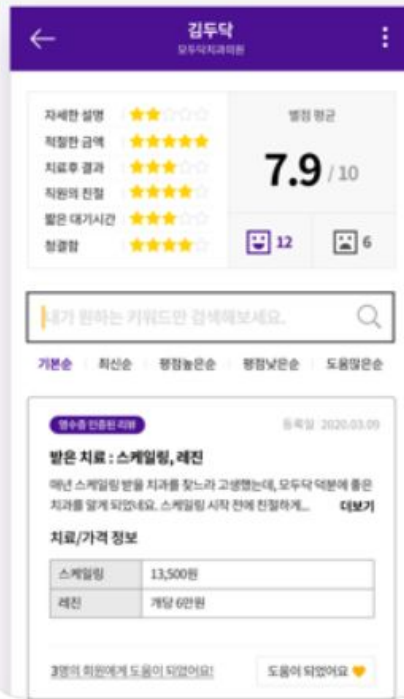 김두닥
모두닥치과의원
자세한 설명
적절한 금액
치료후 결과
직원의 친절
짧은 대기시간
청결함
별점 평균
7.9 / 10
12
6
내가 원하는 키워드만 검색해보세요.
기본순 최신순 평점높은순 평점낮은순 도움많은순
영수증 인증된 리뷰
등록일 2020.03.09
받은 치료 : 스케일링, 레진
매년 스케일링 받을 치과를 찾느라 고생했는데, 모두닥 덕분에 좋은
치과를 알게 되었네요. 스케일링 시작 전에 친절하게... 더보기
치료/가격 정보
스케일링 13,500원
레진 개당 6만원
3명의 회원에게 도움이 되었어요!
도움이 되었어요